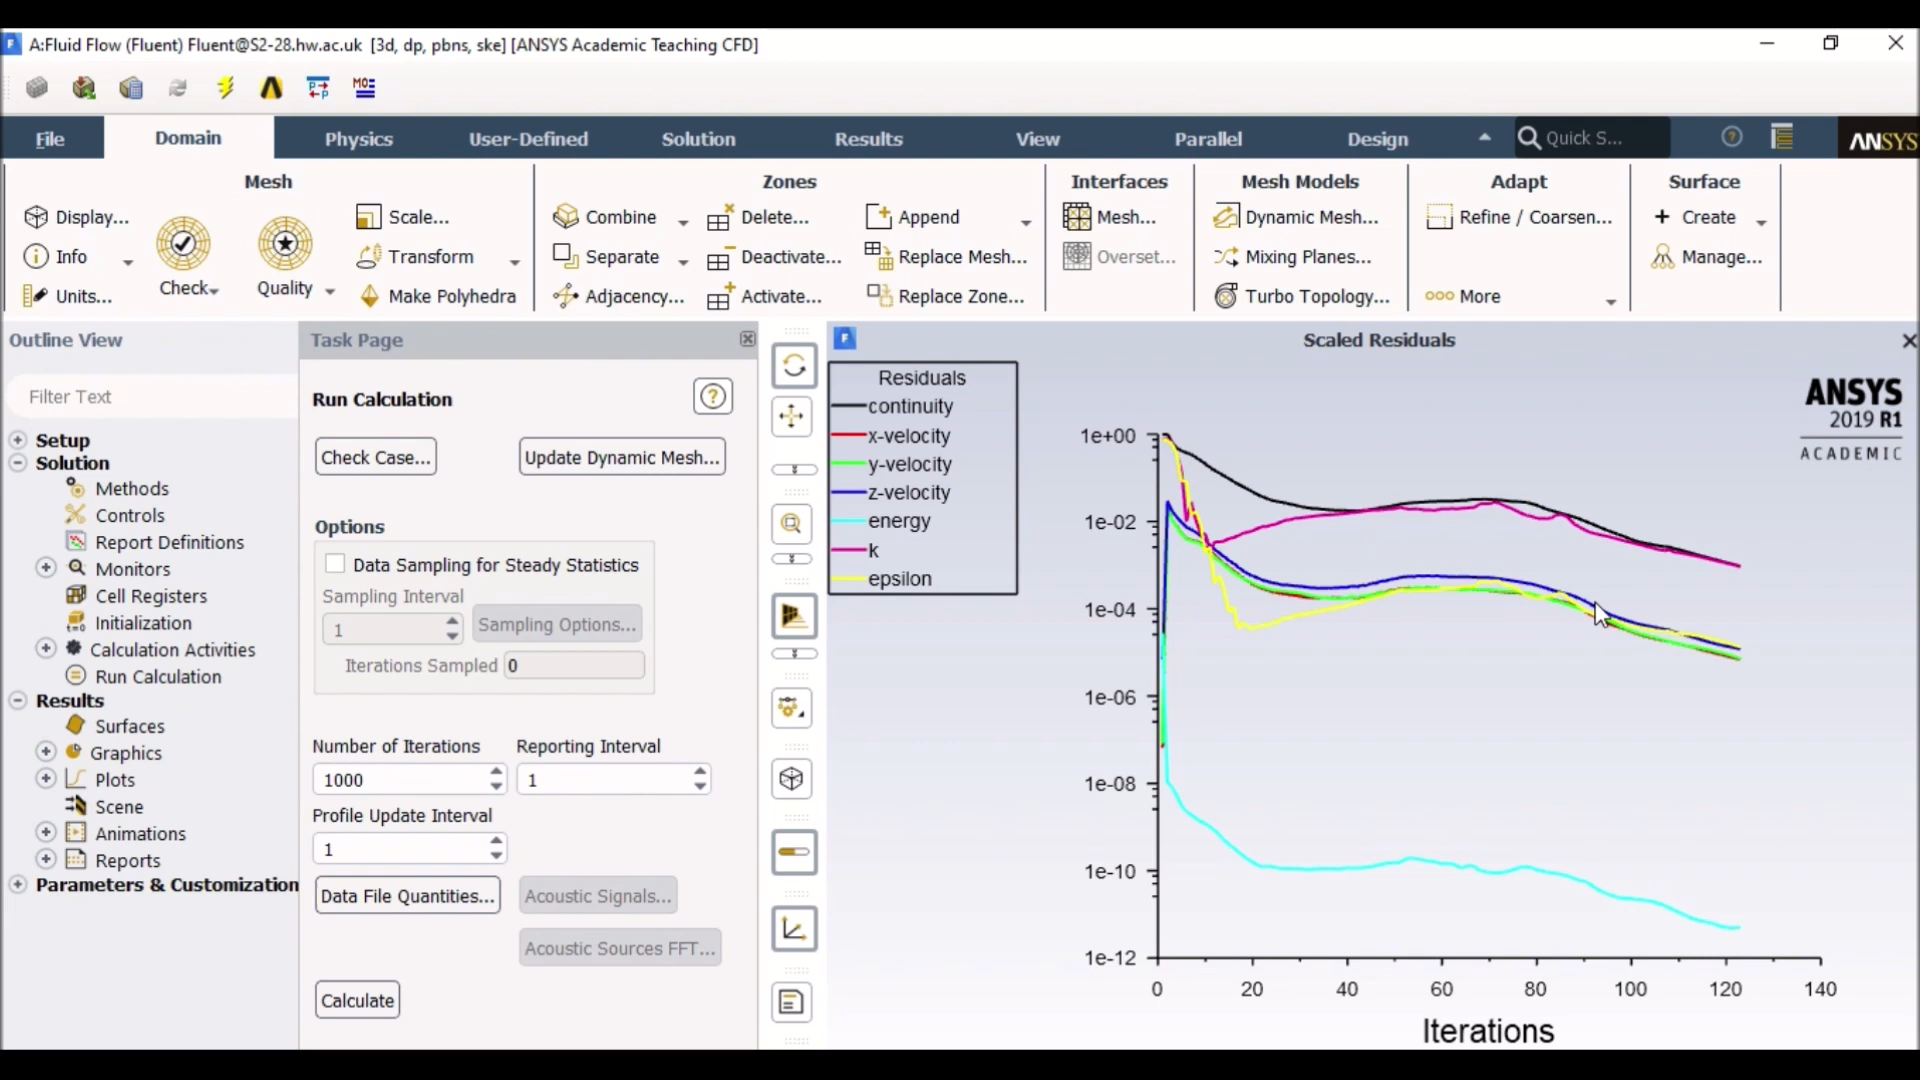 A:Fluid Flow (Fluent) Fluent@S2-28.hw.ac.uk [3d, dp, pbns, ske] [ANSYS Academic Teaching CFD]
File Domain Physics User-Defined Solution Results View Parallel Design Quick S... ANSYS
Mesh
Display...
Info
Units...
Check
Quality
Scale...
Transform
Make Polyhedra
Zones
Combine
Separate
Adjacency...
Delete...
Deactivate...
Activate...
Append
Replace Mesh...
Replace Zone...
Interfaces
Mesh...
Overset...
Mesh Models
Dynamic Mesh...
Mixing Planes...
Turbo Topology...
Adapt
Refine / Coarsen...
More
Surface
Create
Manage...
Outline View
Filter Text
Setup
Solution
Methods
Controls
Report Definitions
Monitors
Cell Registers
Initialization
Calculation Activities
Run Calculation
Results
Surfaces
Graphics
Plots
Scene
Animations
Reports
Parameters & Customization
Task Page
Run Calculation
Check Case... Update Dynamic Mesh...
Options
Data Sampling for Steady Statistics
Sampling Interval
1 Sampling Options...
Iterations Sampled 0
Number of Iterations Reporting Interval
1000 1
Profile Update Interval
1
Data File Quantities... Acoustic Signals...
Acoustic Sources FFT...
Calculate
Scaled Residuals
Residuals
continuity
x-velocity
y-velocity
z-velocity
energy
k
epsilon
ANSYS
2019 R1
ACADEMIC
1e+00
1e-02
1e-04
1e-06
1e-08
1e-10
1e-12
0 20 40 60 80 100 120 140
Iterations